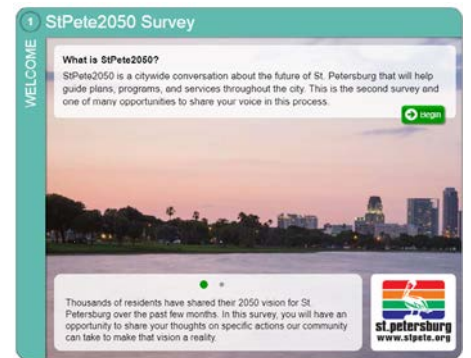 1 StPete2050 Survey
WELCOME
What is StPete2050?
StPete2050 is a citywide conversation about the future of St. Petersburg that will help
guide plans, programs, and services throughout the city. This is the second survey and
one of many opportunities to share your voice in this process.
Begin
Thousands of residents have shared their 2050 vision for St.
Petersburg over the past few months. In this survey, you will have an
opportunity to share your thoughts on specific actions our community
can take to make that vision a reality.
st.petersburg
www.stpete.org